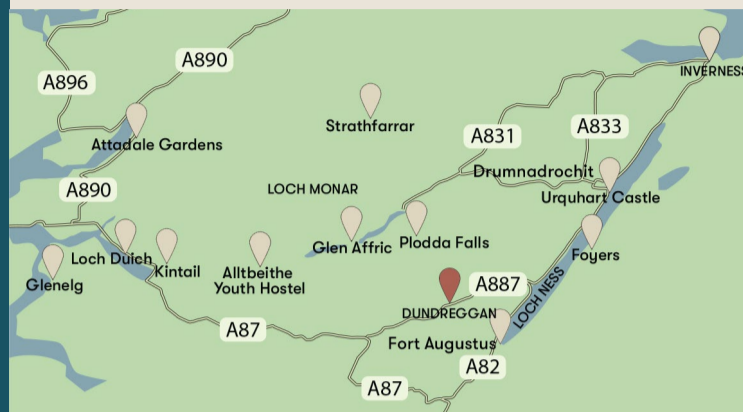 INVERNESS
A896
A890
Strathfarrar
Attadale Gardens
A831
A833
Drumnadrochit
Urquhart Castle
A890
LOCH MONAR
Glen Affric
Plodda Falls
Foyers
Loch Duich
Kintail
Alltbeithe
Youth Hostel
Glenelg
A887
LOCH NESS
DUNDREGGAN
A87
Fort Augustus
A82
A87